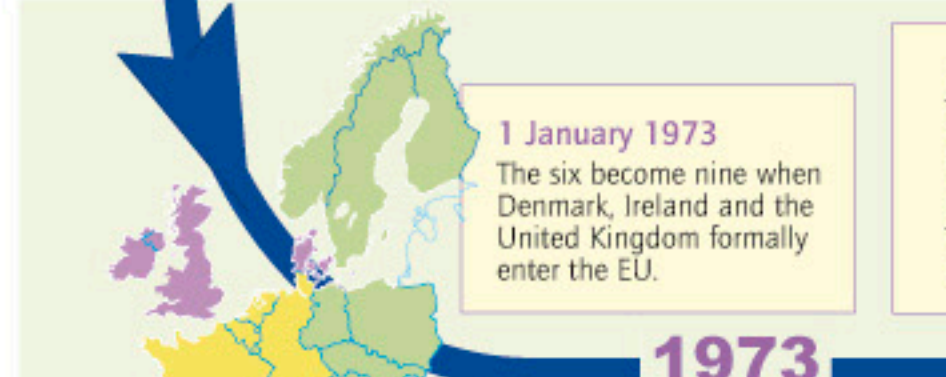 1 January 1973
The six become nine when
Denmark, Ireland and the
United Kingdom formally
enter the EU.
1973